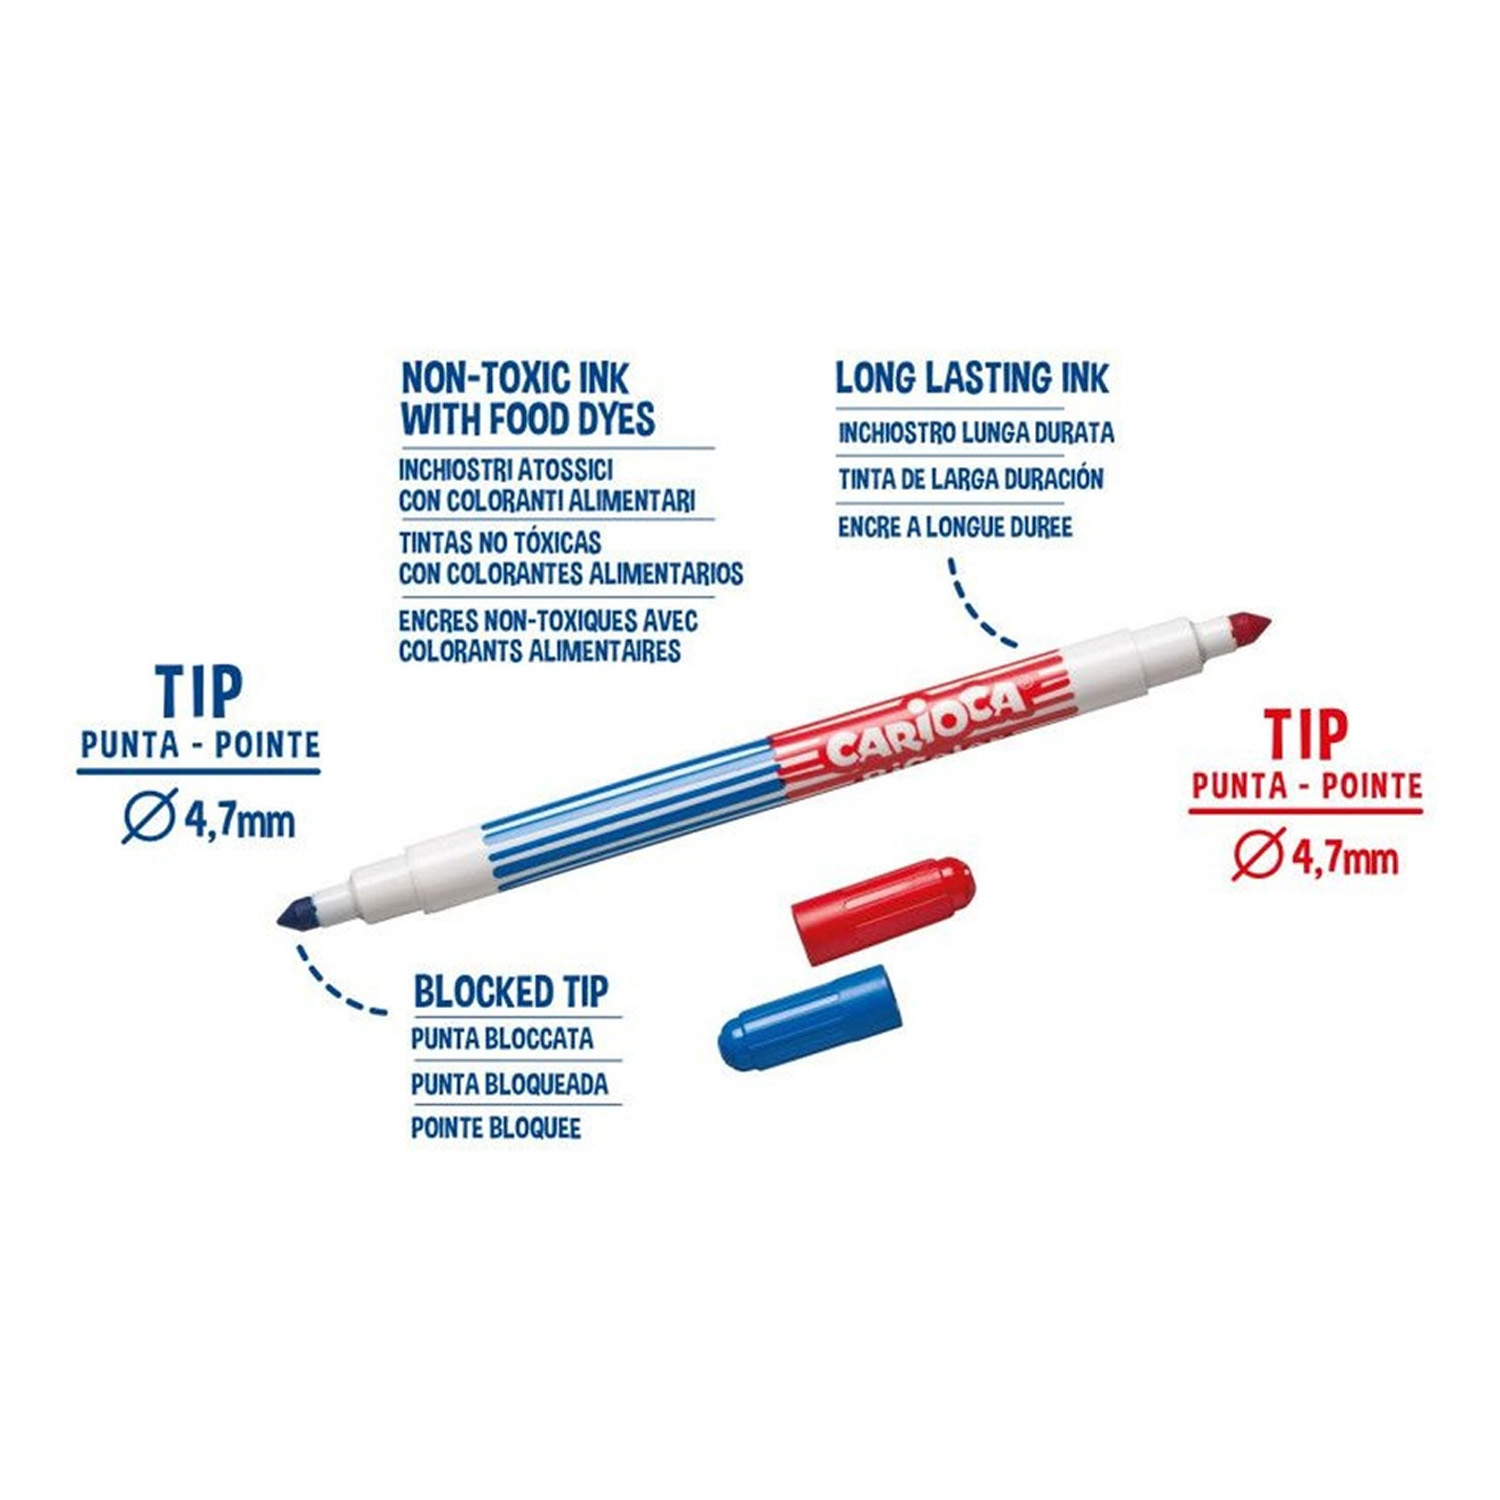 NON-TOXIC INK
WITH FOOD DYES
INCHIOSTRI ATOSSICI
CON COLORANTI ALIMENTARI
TINTAS NO TÓXICAS
CON COLORANTES ALIMENTARIOS
ENCRES NON-TOXIQUES AVEC
COLORANTS ALIMENTAIRES
LONG LASTING INK
INCHIOSTRO LUNGA DURATA
TINTA DE LARGA DURACIÓN
ENCRE A LONGUE DUREE
TIP
PUNTA - POINTE
Ø 4,7mm
CARIOCA®
TIP
PUNTA - POINTE
Ø 4,7mm
BLOCKED TIP
PUNTA BLOCCATA
PUNTA BLOQUEADA
POINTE BLOQUEE